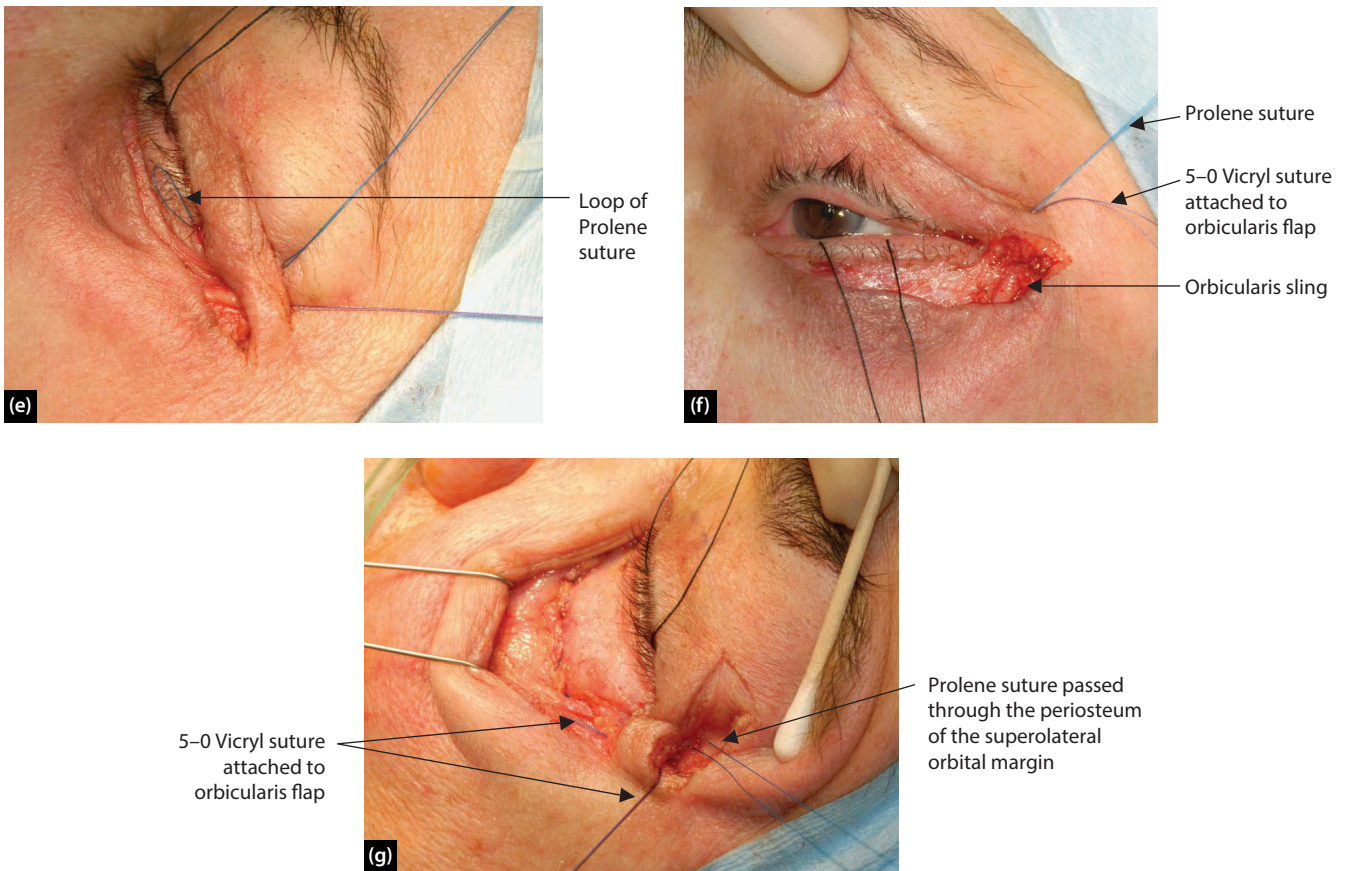 Loop of
Prolene
suture
(e)
Prolene suture
5–0 Vicryl suture
attached to
orbicularis flap
Orbicularis sling
(f)
5–0 Vicryl suture
attached to
orbicularis flap
Prolene suture passed
through the periosteum
of the superolateral
orbital margin
(g)